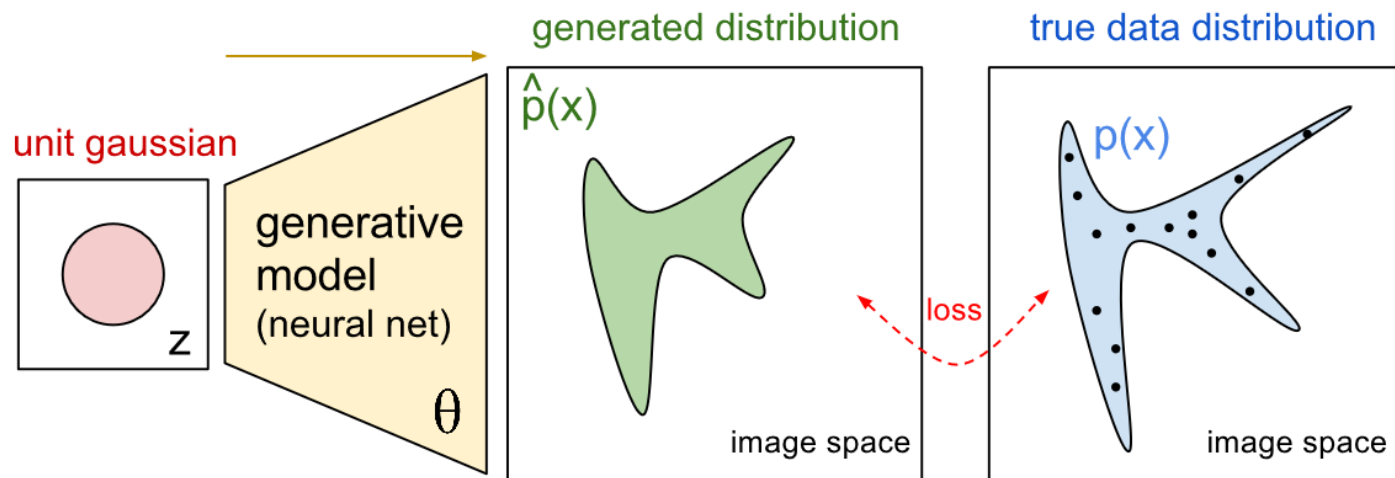 unit gaussian
z
generative
model
(neural net)
θ
generated distribution
p̂(x)
image space
loss
true data distribution
p(x)
image space